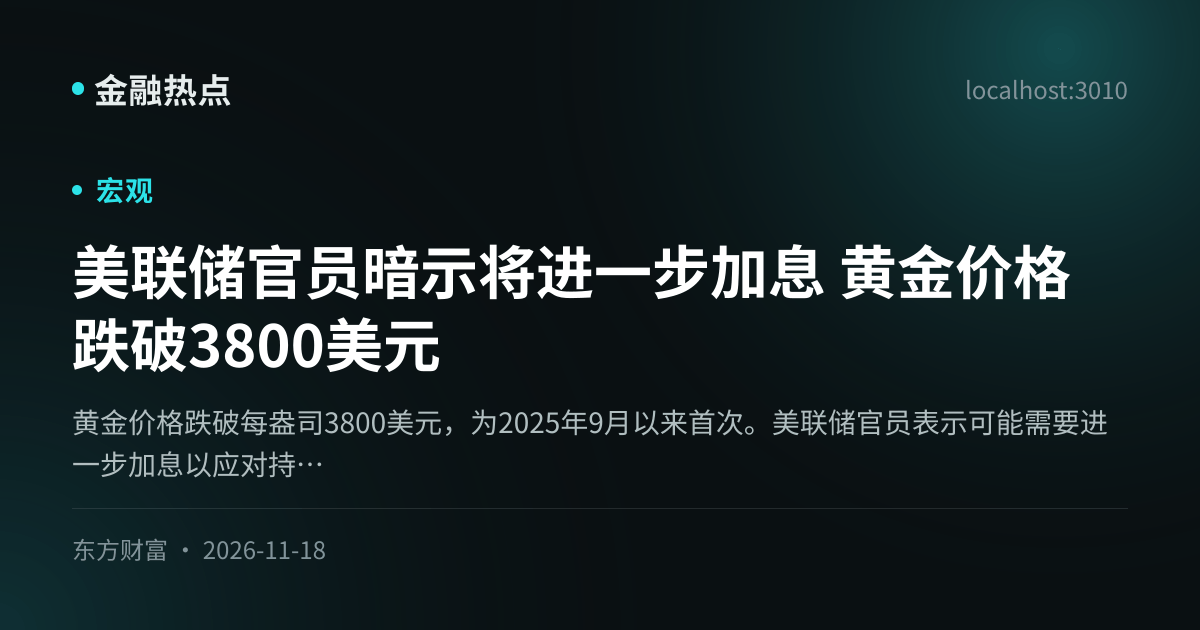 金融热点
localhost:3010
宏观
美联储官员暗示将进一步加息 黄金价格
跌破3800美元
黄金价格跌破每盎司3800美元，为2025年9月以来首次。美联储官员表示可能需要进
一步加息以应对持…
东方财富 • 2026-11-18